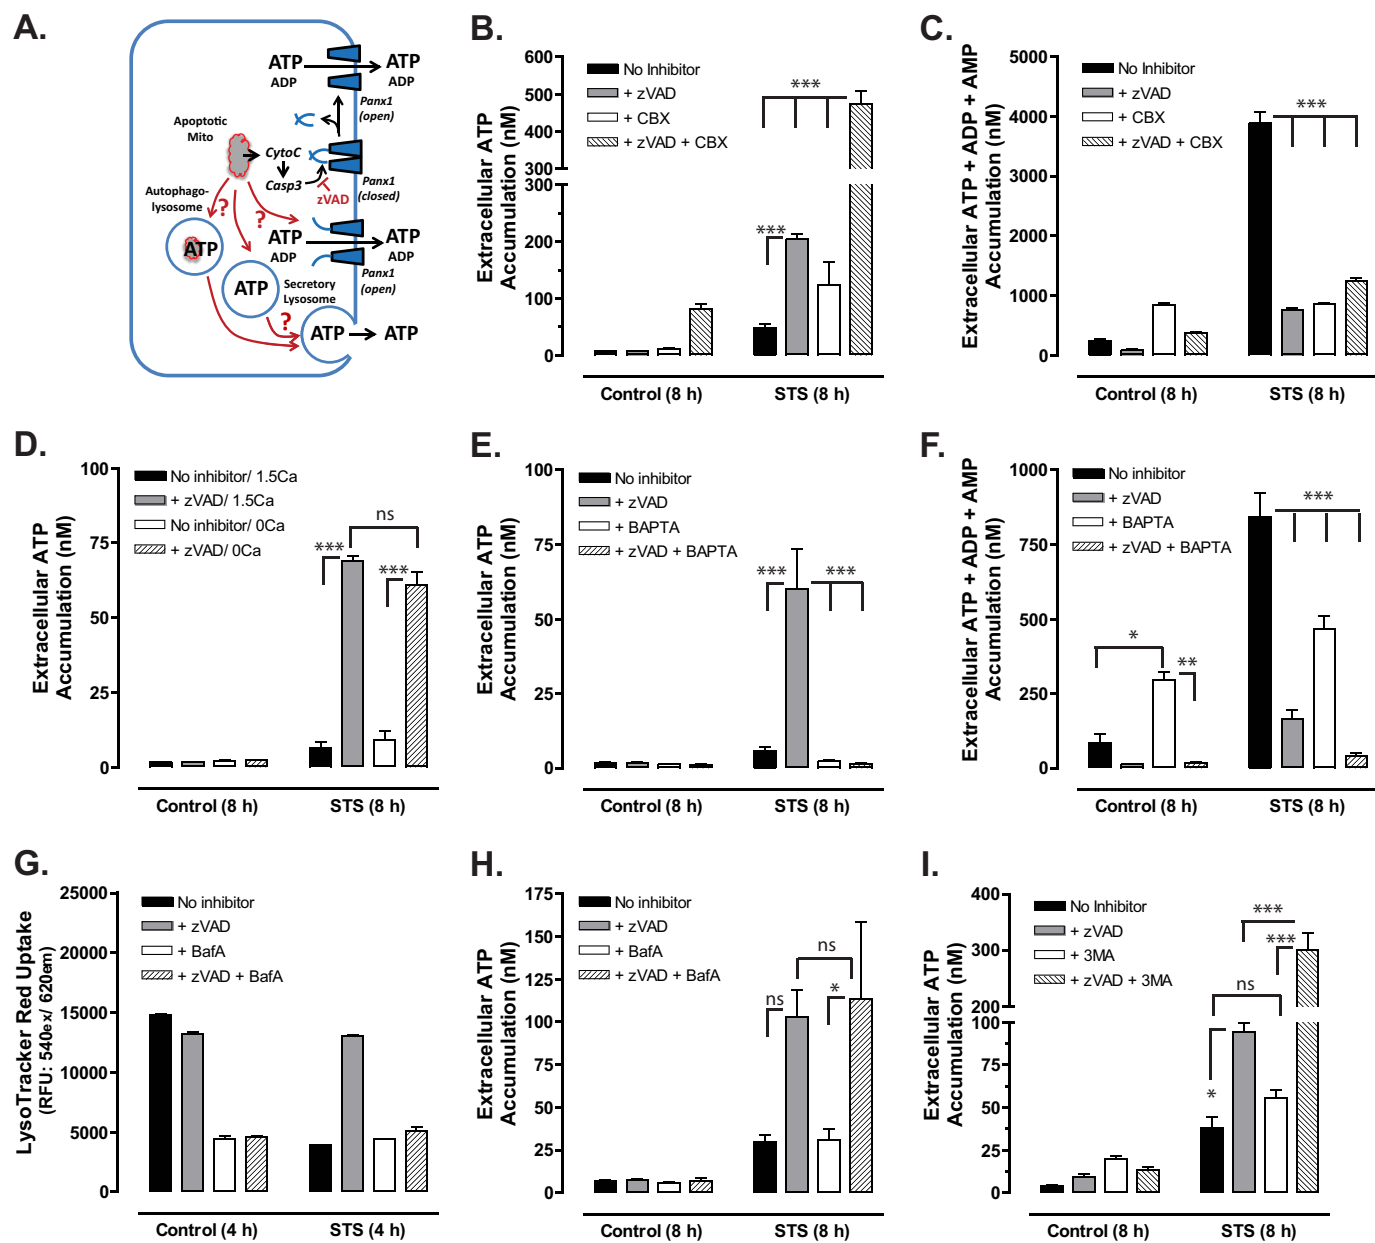 A.
ATP
ATP
ADP
ADP
Panx1
(open)
Apoptotic
Mito
CytoC
Casp3
Panx1
(closed)
zVAD
Autophago-
lysosome
?
?
ATP
ATP
ATP
ADP
ADP
Panx1
(open)
ATP
Secretory
Lysosome
?
ATP
ATP
B.
Extracellular ATP
Accumulation (nM)
600
500
400
300
300
200
100
0
No Inhibitor
+ zVAD
+ CBX
+ zVAD + CBX
***
***
Control (8 h)
STS (8 h)
C.
Extracellular ATP + ADP + AMP
Accumulation (nM)
5000
4000
3000
2000
1000
0
No Inhibitor
+ zVAD
+ CBX
+ zVAD + CBX
***
Control (8 h)
STS (8 h)
D.
Extracellular ATP
Accumulation (nM)
100
75
50
25
0
No inhibitor/ 1.5Ca
+ zVAD/ 1.5Ca
No inhibitor/ 0Ca
+ zVAD/ 0Ca
ns
***
***
Control (8 h)
STS (8 h)
E.
Extracellular ATP
Accumulation (nM)
100
75
50
25
0
No inhibitor
+ zVAD
+ BAPTA
+ zVAD + BAPTA
***
***
Control (8 h)
STS (8 h)
F.
Extracellular ATP + ADP + AMP
Accumulation (nM)
1000
750
500
250
0
No inhibitor
+ zVAD
+ BAPTA
+ zVAD + BAPTA
***
*
**
Control (8 h)
STS (8 h)
G.
LysoTracker Red Uptake
(RFU: 540ex/ 620em)
25000
20000
15000
10000
5000
0
No inhibitor
+ zVAD
+ BafA
+ zVAD + BafA
Control (4 h)
STS (4 h)
H.
Extracellular ATP
Accumulation (nM)
175
150
125
100
75
50
25
0
No inhibitor
+ zVAD
+ BafA
+ zVAD + BafA
ns
ns
*
Control (8 h)
STS (8 h)
I.
Extracellular ATP
Accumulation (nM)
400
300
200
100
50
25
0
No Inhibitor
+ zVAD
+ 3MA
+ zVAD + 3MA
***
***
ns
*
Control (8 h)
STS (8 h)